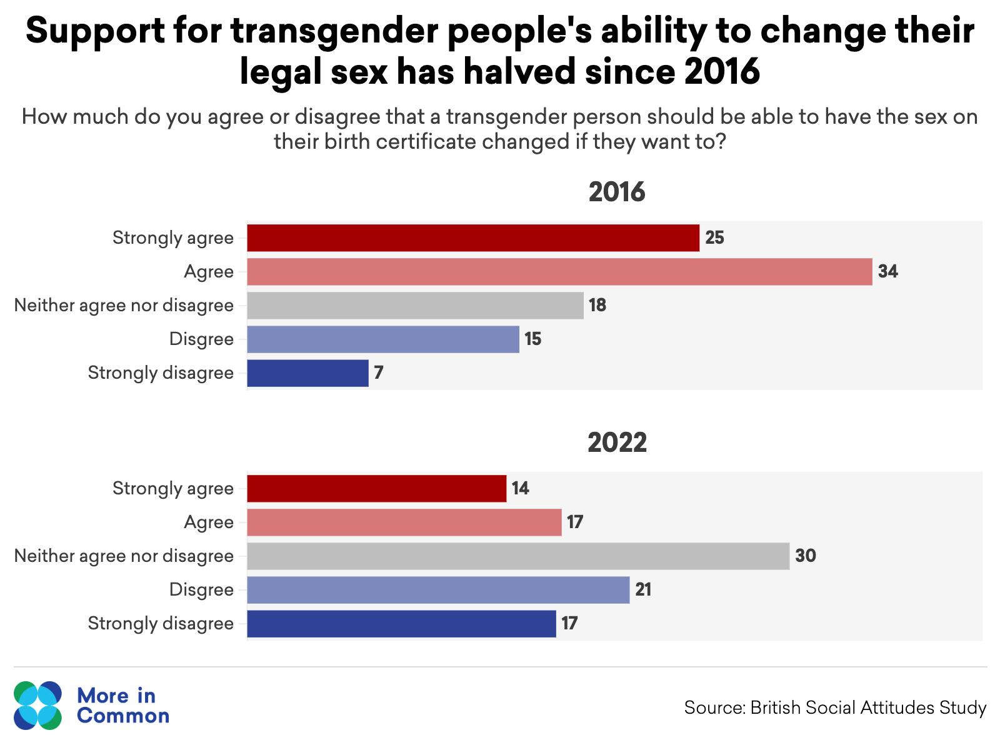 Support for transgender people's ability to change their
legal sex has halved since 2016
How much do you agree or disagree that a transgender person should be able to have the sex on
their birth certificate changed if they want to?
2016
Strongly agree 25
Agree 34
Neither agree nor disagree 18
Disgree 15
Strongly disagree 7
2022
Strongly agree 14
Agree 17
Neither agree nor disagree 30
Disgree 21
Strongly disagree 17
More in
Common
Source: British Social Attitudes Study